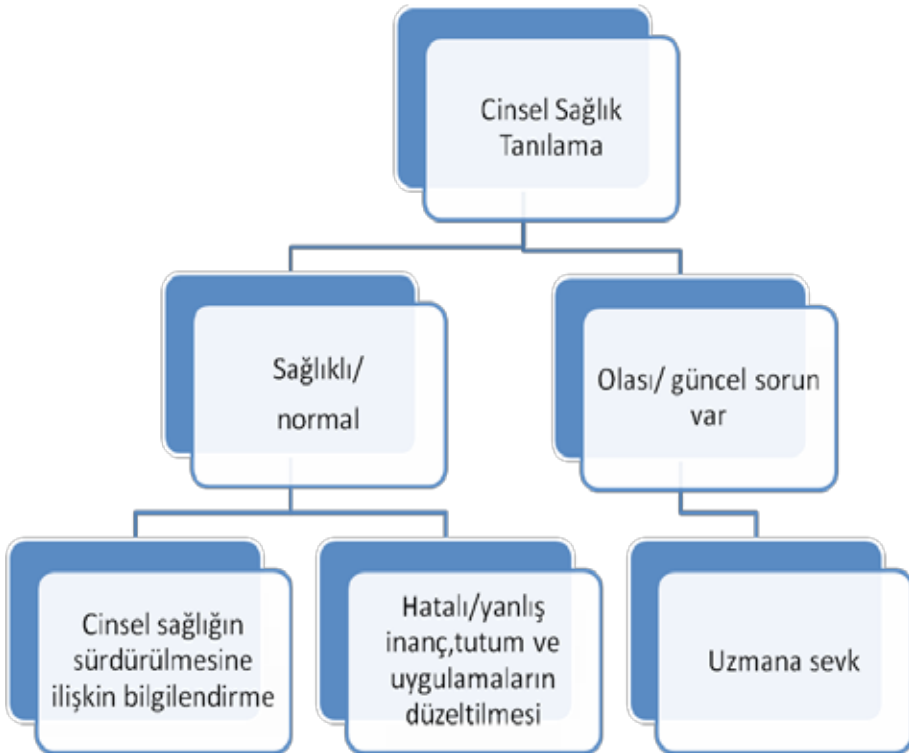 Cinsel Sağlık
Tanılama
Sağlıklı/
normal
Olası/ güncel sorun
var
Cinsel sağlığın
sürdürülmesine
ilişkin bilgilendirme
Hatalı/yanlış
inanç,tutum ve
uygulamaların
düzeltilmesi
Uzmana sevk